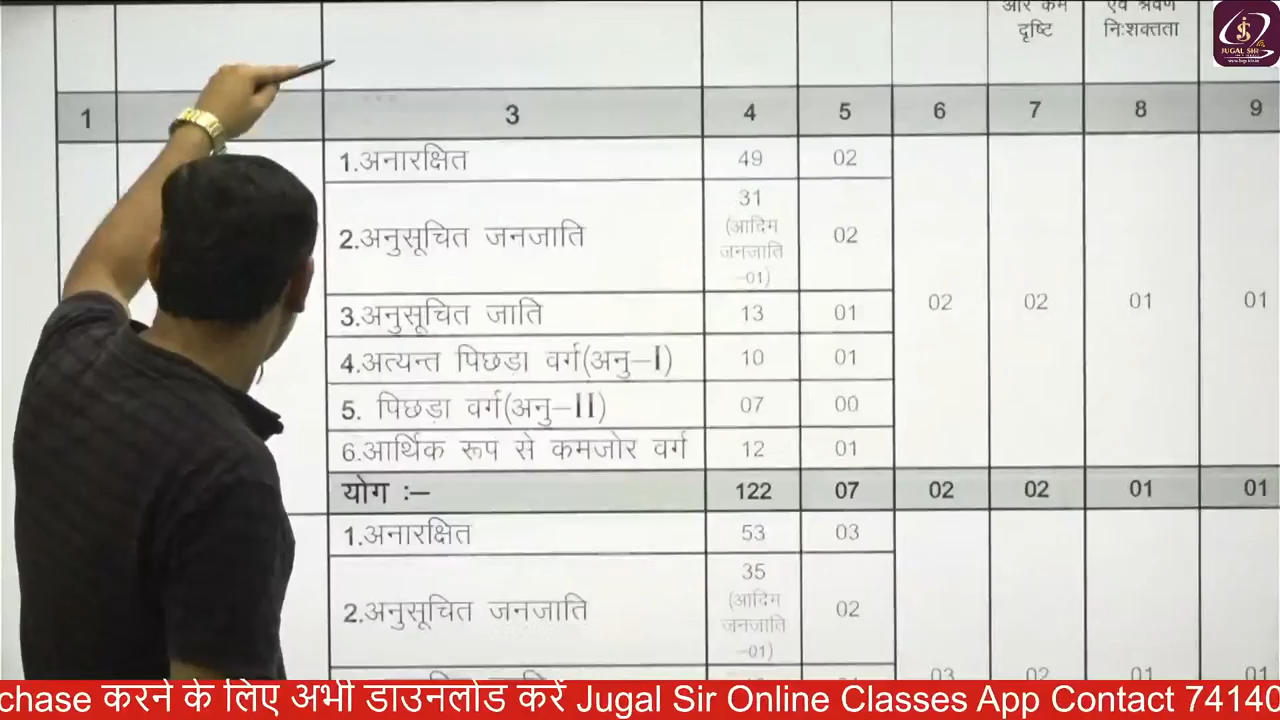 और कम
दृष्टि
एवं श्रवण
निःशक्तता
JUGAL SIR
1 3 4 5 6 7 8 9
1.अनारक्षित 49 02
2.अनुसूचित जनजाति 31 (आदिम जनजाति -01) 02
3.अनुसूचित जाति 13 01
02 02 01 01
4.अत्यन्त पिछड़ा वर्ग(अनु–I) 10 01
5. पिछड़ा वर्ग(अनु–II) 07 00
6.आर्थिक रूप से कमजोर वर्ग 12 01
योग :– 122 07 02 02 01 01
1.अनारक्षित 53 03
2.अनुसूचित जनजाति 35 (आदिम जनजाति -01) 02
03 02 01 01
chase करने के लिए अभी डाउनलोड करें Jugal Sir Online Classes App Contact 74140